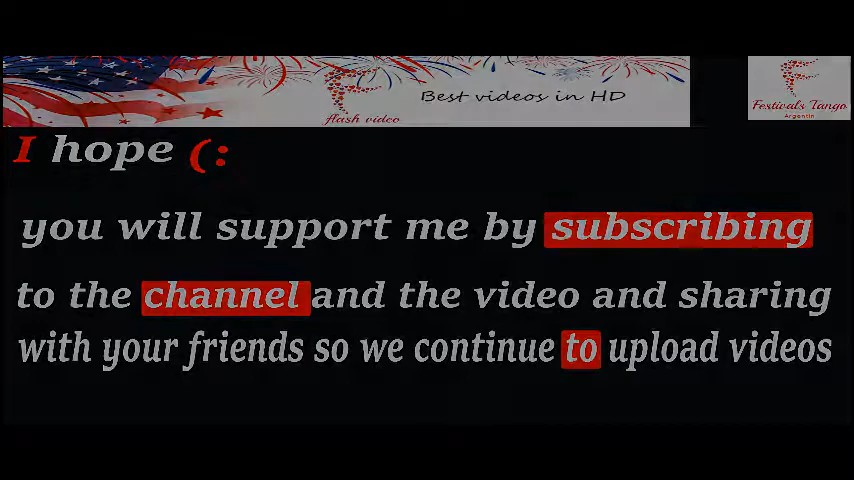 Best videos in HD
flash video
Festivals Tango
Argentin
I hope (:
you will support me by subscribing
to the channel and the video and sharing
with your friends so we continue to upload videos